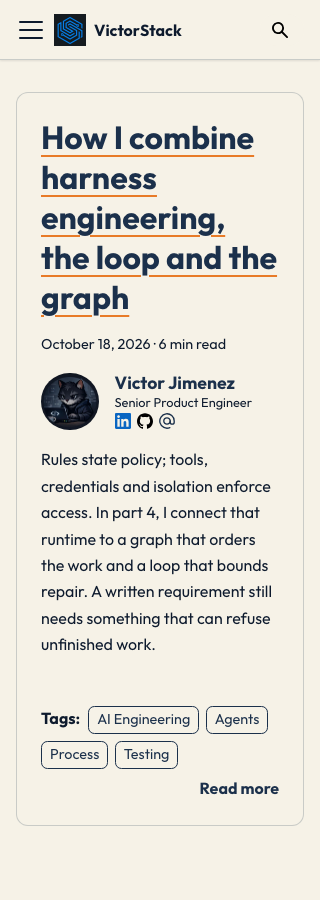 VictorStack
How I combine
harness
engineering,
the loop and the
graph
October 18, 2026 · 6 min read
Victor Jimenez
Senior Product Engineer
Rules state policy; tools,
credentials and isolation enforce
access. In part 4, I connect that
runtime to a graph that orders
the work and a loop that bounds
repair. A written requirement still
needs something that can refuse
unfinished work.
Tags: AI Engineering Agents
Process Testing
Read more